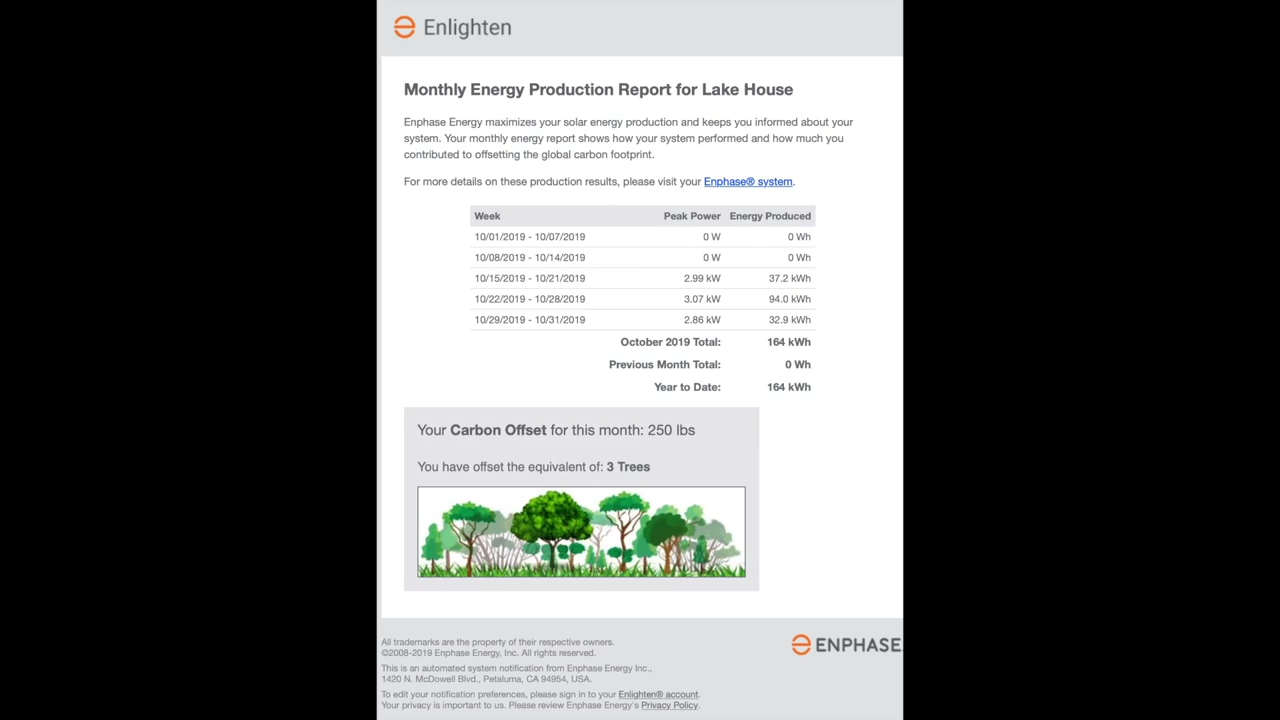 Enlighten
Monthly Energy Production Report for Lake House
Enphase Energy maximizes your solar energy production and keeps you informed about your
system. Your monthly energy report shows how your system performed and how much you
contributed to offsetting the global carbon footprint.
For more details on these production results, please visit your Enphase® system.
Week Peak Power Energy Produced
10/01/2019 - 10/07/2019 0 W 0 Wh
10/08/2019 - 10/14/2019 0 W 0 Wh
10/15/2019 - 10/21/2019 2.99 kW 37.2 kWh
10/22/2019 - 10/28/2019 3.07 kW 94.0 kWh
10/29/2019 - 10/31/2019 2.86 kW 32.9 kWh
October 2019 Total: 164 kWh
Previous Month Total: 0 Wh
Year to Date: 164 kWh
Your Carbon Offset for this month: 250 lbs
You have offset the equivalent of: 3 Trees
All trademarks are the property of their respective owners.
©2008-2019 Enphase Energy, Inc. All rights reserved.
ENPHASE
This is an automated system notification from Enphase Energy Inc.,
1420 N. McDowell Blvd., Petaluma, CA 94954, USA.
To edit your notification preferences, please sign in to your Enlighten® account.
Your privacy is important to us. Please review Enphase Energy's Privacy Policy.